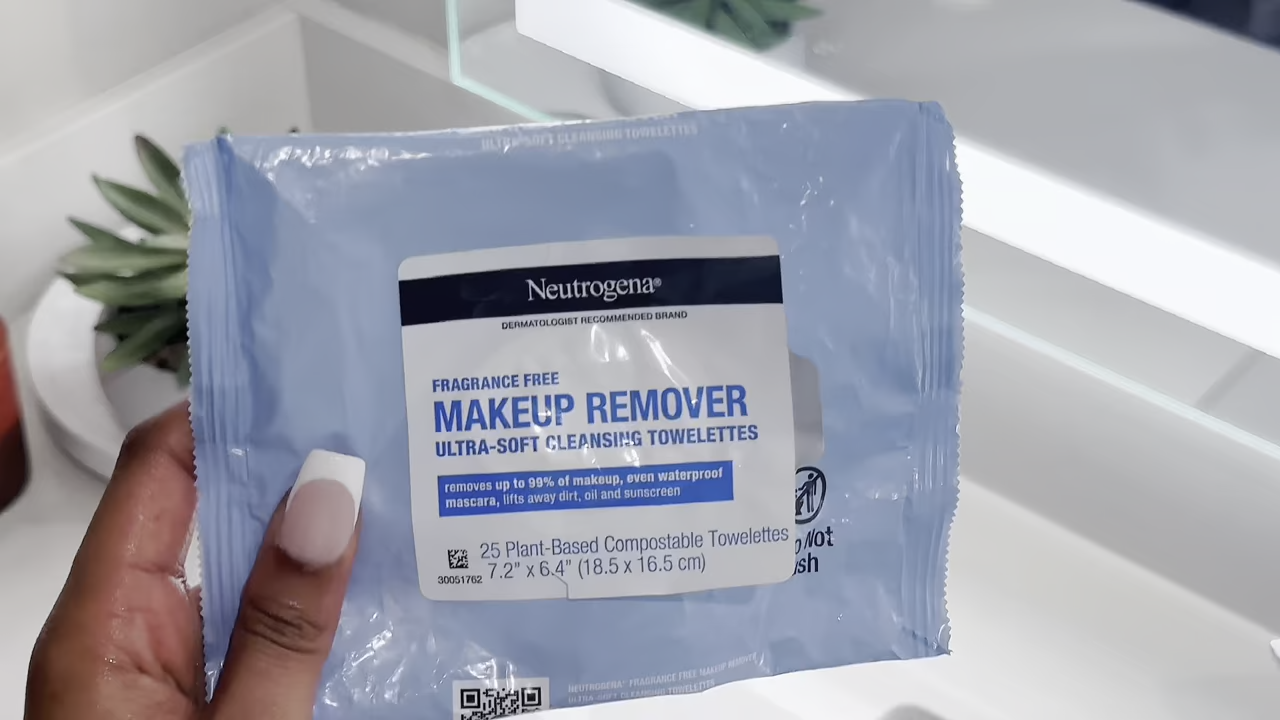 ULTRA-SOFT CLEANSING TOWELETTES
Neutrogena®
DERMATOLOGIST RECOMMENDED BRAND
FRAGRANCE FREE
MAKEUP REMOVER
ULTRA-SOFT CLEANSING TOWELETTES
removes up to 99% of makeup, even waterproof
mascara, lifts away dirt, oil and sunscreen
25 Plant-Based Compostable Towelettes
7.2" x 6.4" (18.5 x 16.5 cm)
30051762
Not
NEUTROGENA® FRAGRANCE FREE MAKEUP REMOVER
ULTRA-SOFT CLEANSING TOWELETTES